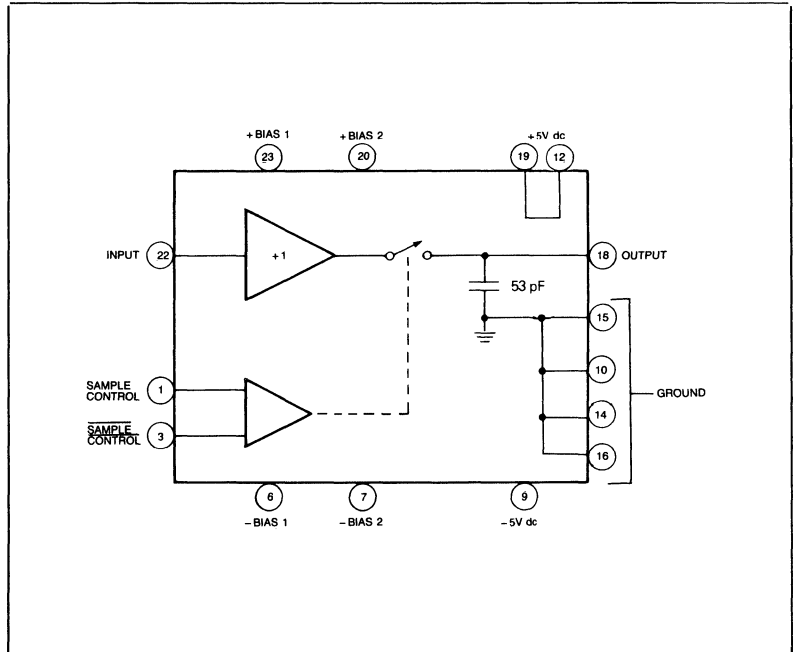 + BIAS 1
+ BIAS 2
+5V dc
23
20
19
12
INPUT
22
+1
18
OUTPUT
53 pF
15
SAMPLE
CONTROL
1
10
GROUND
SAMPLE
CONTROL
3
14
16
6
7
9
– BIAS 1
– BIAS 2
–5V dc